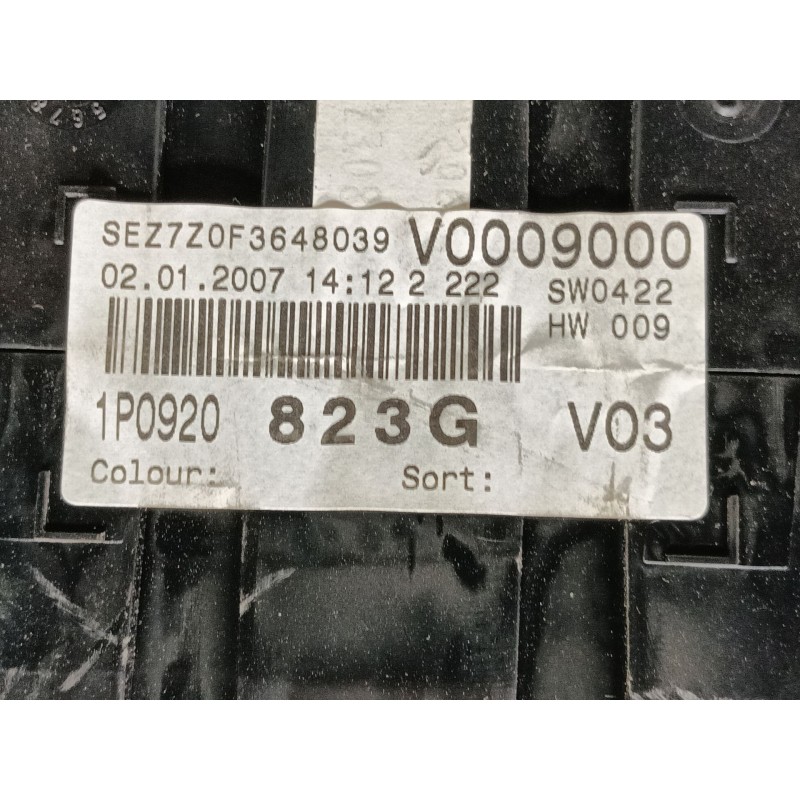 SEZ7Z0F3648039 V0009000
02.01.2007 14:12 2 222 SW0422
HW 009
1P0920 823G V03
Colour: Sort: